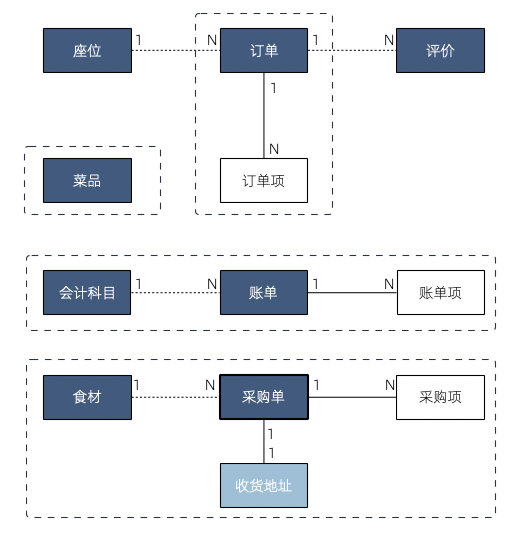 座位 1 N 订单 1 N 评价
1
N
菜品 订单项
会计科目 1 N 账单 1 N 账单项
食材 1 N 采购单 1 N 采购项
1
1
收货地址